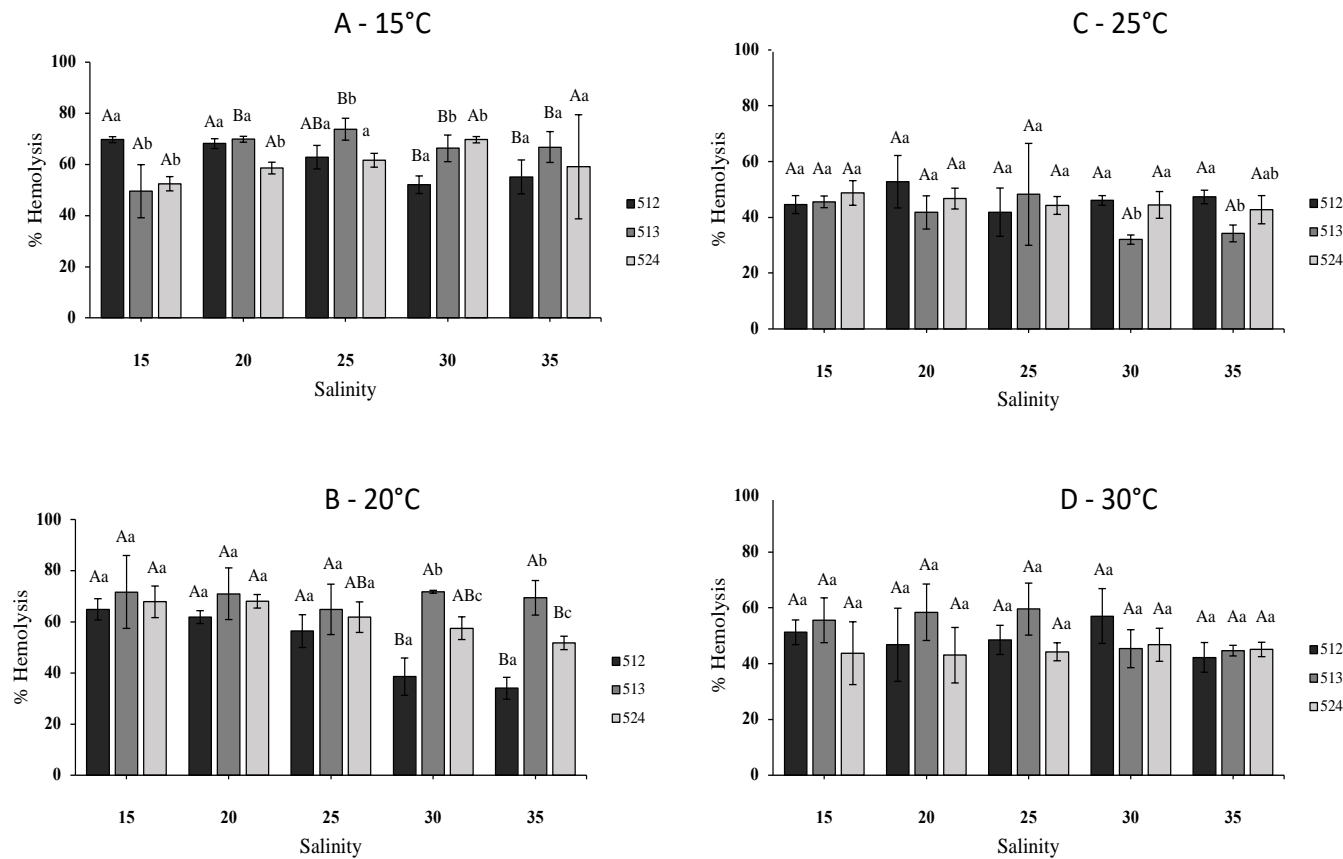 A - 15°C
% Hemolysis
100
80
60
40
20
0
Aa Ab Ab
Aa Ba Ab
ABa Bb a
Ba Bb Ab
Ba Ba Aa
15 20 25 30 35
Salinity
512
513
524
C - 25°C
% Hemolysis
100
80
60
40
20
0
Aa Aa Aa
Aa Aa Aa
Aa Aa Aa
Aa Ab Aa
Aa Ab Aab
15 20 25 30 35
Salinity
512
513
524
B - 20°C
% Hemolysis
100
80
60
40
20
0
Aa Aa Aa
Aa Aa Aa
Aa Aa ABa
Ba Ab ABc
Ba Ab Bc
15 20 25 30 35
Salinity
512
513
524
D - 30°C
% Hemolysis
100
80
60
40
20
0
Aa Aa Aa
Aa Aa Aa
Aa Aa Aa
Aa Aa Aa
Aa Aa Aa
15 20 25 30 35
Salinity
512
513
524